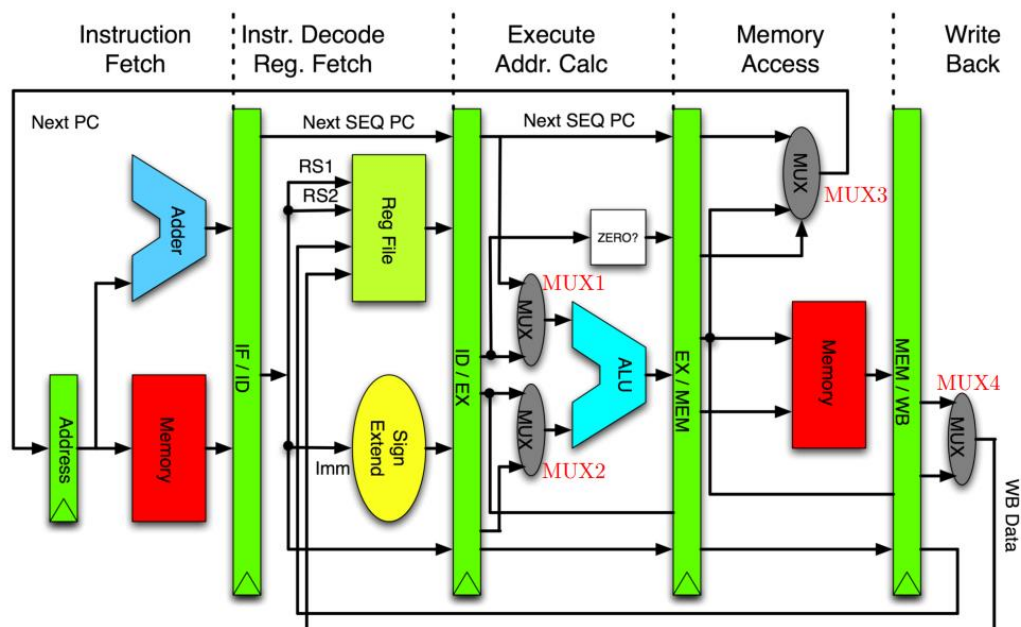 Instruction
Fetch
Instr. Decode
Reg. Fetch
Execute
Addr. Calc
Memory
Access
Write
Back
Next PC
Next SEQ PC
Next SEQ PC
RS1
RS2
Adder
Reg File
ZERO?
MUX
MUX3
MUX1
MUX
IF / ID
ID / EX
ALU
EX / MEM
Memory
MEM / WB
MUX4
MUX
Address
Memory
Imm
Sign
Extend
MUX
MUX2
WB Data